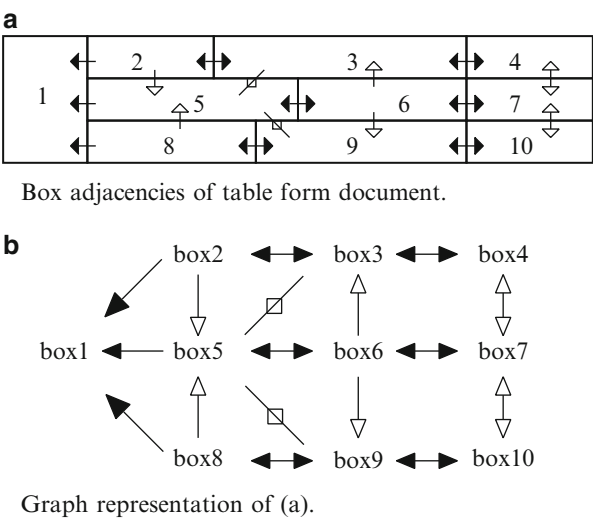 a
2 3 4
1 5 6 7
8 9 10
Box adjacencies of table form document.
b
box2 box3 box4
box1 box5 box6 box7
box8 box9 box10
Graph representation of (a).